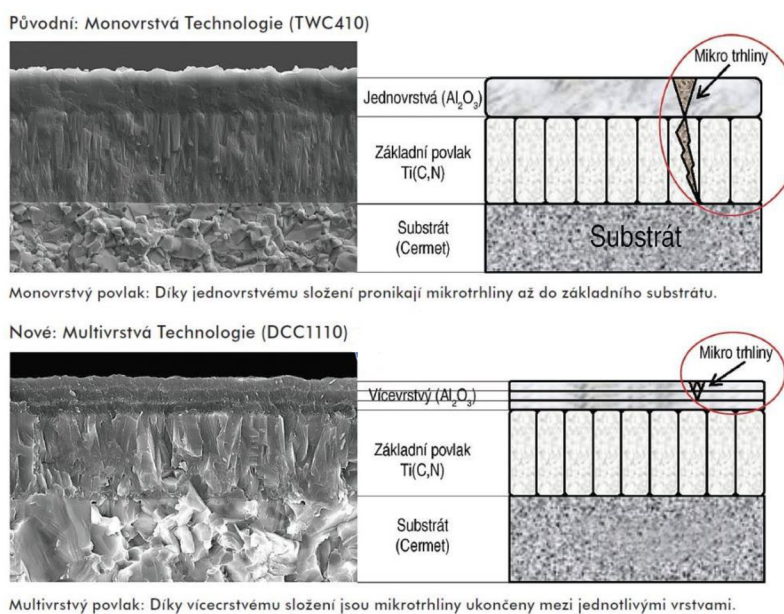 Původní: Monovrstvá Technologie (TWC410)
Mikro trhliny
Jednovrstvá (Al₂O₃)
Základní povlak
Ti(C,N)
Substrát
(Cermet)
Substrát
Monovrstvý povlak: Díky jednovrstvému složení pronikají mikrotrhliny až do základního substrátu.
Nové: Multivrstvá Technologie (DCC1110)
Mikro trhliny
Vícevrstvý (Al₂O₃)
Základní povlak
Ti(C,N)
Substrát
(Cermet)
Multivrstvý povlak: Díky vícecrstvému složení jsou mikrotrhliny ukončeny mezi jednotlivými vrstvami.